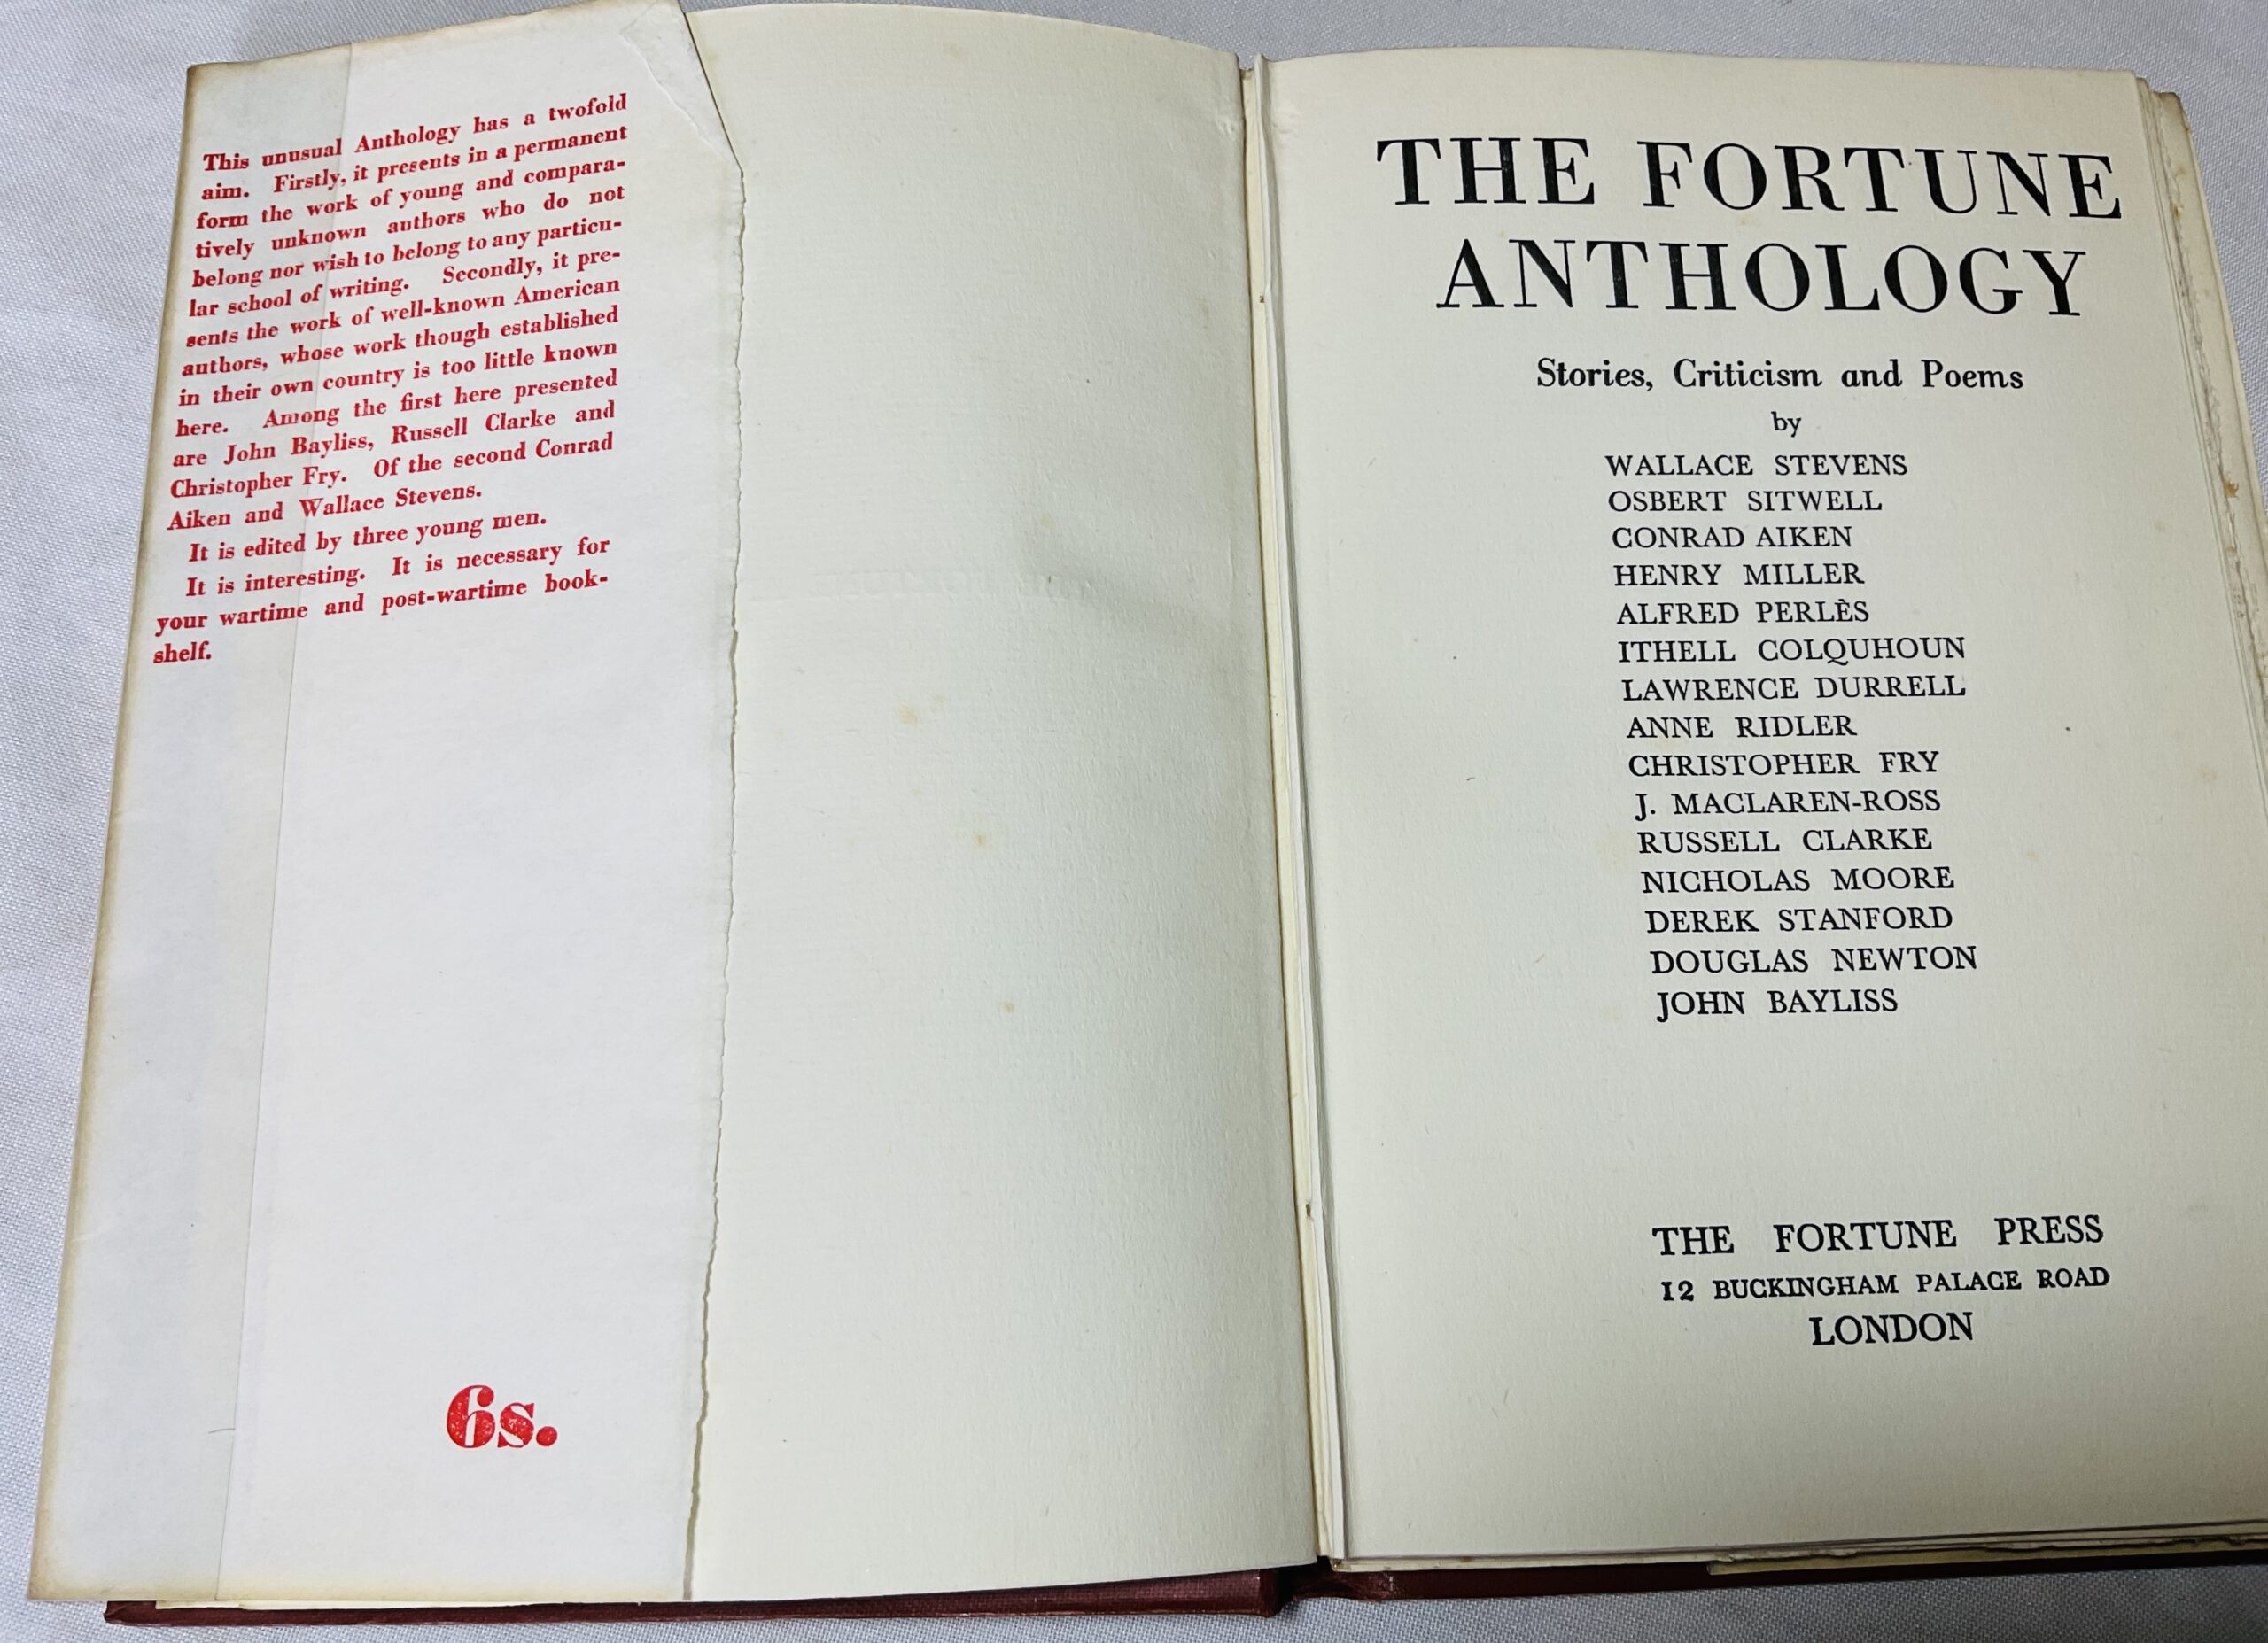 This unusual Anthology has a twofold
aim. Firstly, it presents in a permanent
form the work of young and compara-
tively unknown authors who do not
belong nor wish to belong to any particu-
lar school of writing. Secondly, it pre-
sents the work of well-known American
authors, whose work though established
in their own country is too little known
here. Among the first here presented
are John Bayliss, Russell Clarke and
Christopher Fry. Of the second Conrad
Aiken and Wallace Stevens.
It is edited by three young men.
It is interesting. It is necessary for
your wartime and post-wartime book-
shelf.
6s.
THE FORTUNE
ANTHOLOGY
Stories, Criticism and Poems
by
WALLACE STEVENS
OSBERT SITWELL
CONRAD AIKEN
HENRY MILLER
ALFRED PERLÈS
ITHELL COLQUHOUN
LAWRENCE DURRELL
ANNE RIDLER
CHRISTOPHER FRY
J. MACLAREN-ROSS
RUSSELL CLARKE
NICHOLAS MOORE
DEREK STANFORD
DOUGLAS NEWTON
JOHN BAYLISS
THE FORTUNE PRESS
12 BUCKINGHAM PALACE ROAD
LONDON